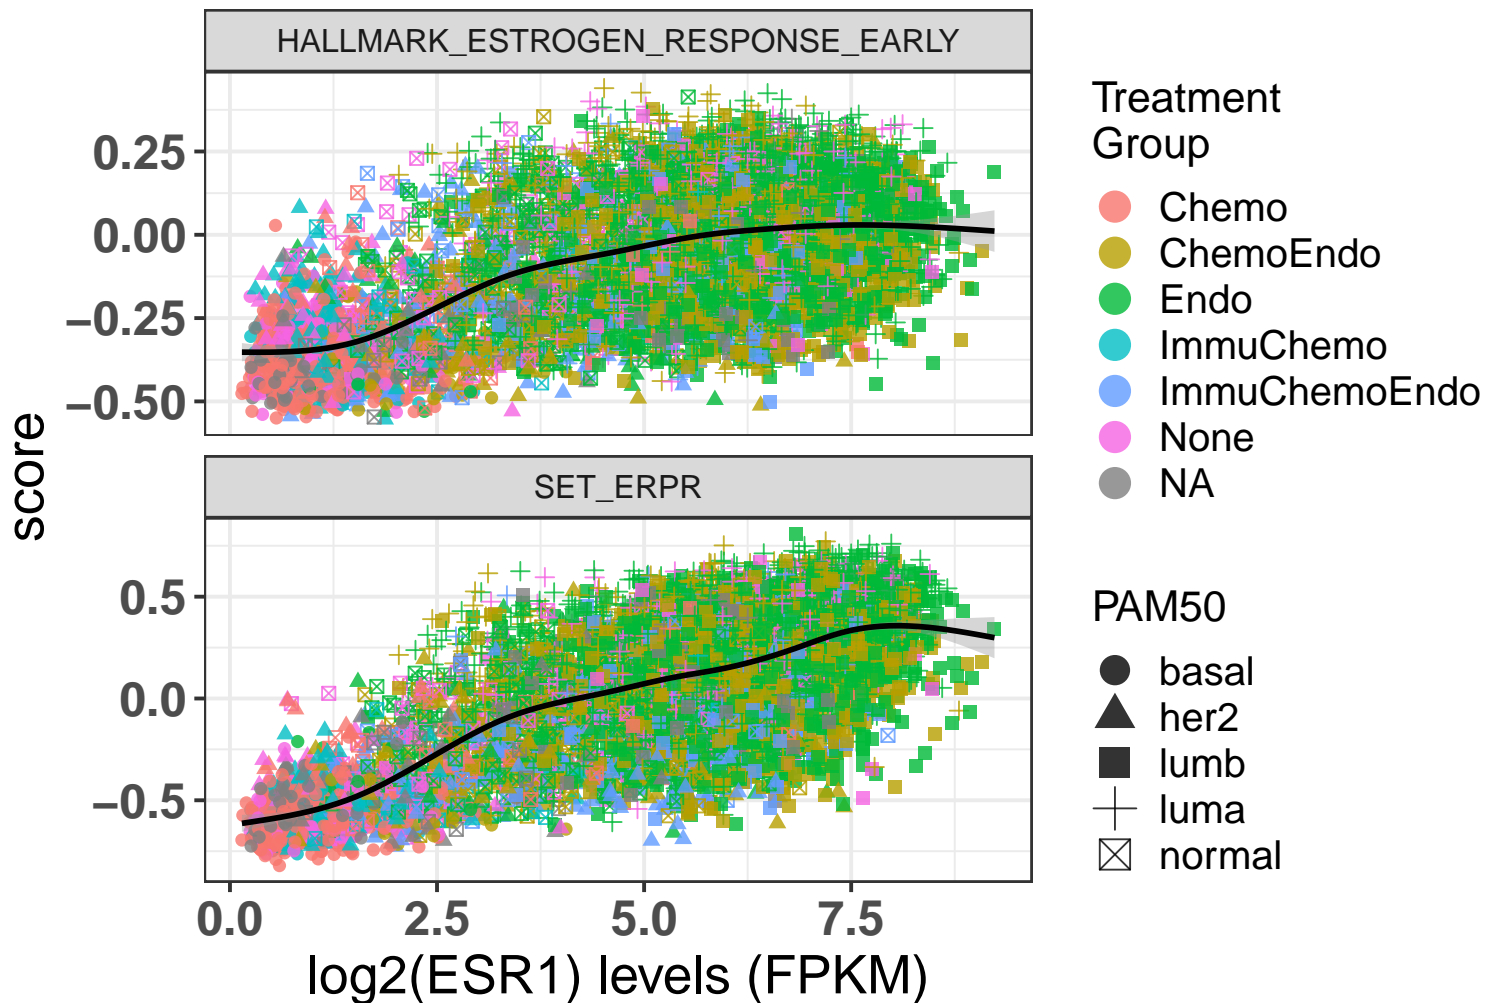 HALLMARK_ESTROGEN_RESPONSE_EARLY
0.25
0.00
−0.25
−0.50
score
SET_ERPR
0.5
0.0
−0.5
0.0 2.5 5.0 7.5
log2(ESR1) levels (FPKM)
Treatment
Group
Chemo
ChemoEndo
Endo
ImmuChemo
ImmuChemoEndo
None
NA
PAM50
basal
her2
lumb
luma
normal